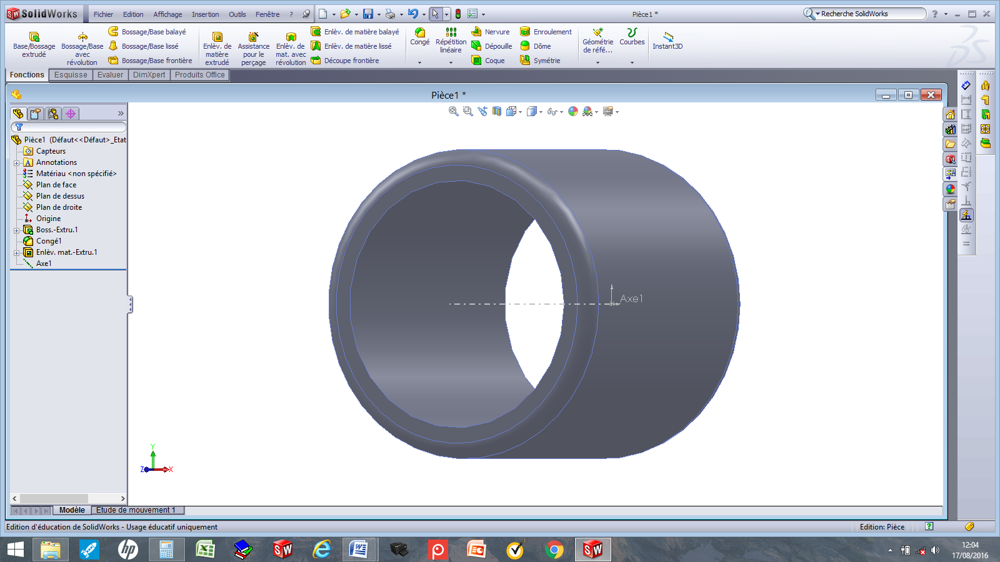 SolidWorks
Fichier Edition Affichage Insertion Outils Fenêtre ?
Pièce1 *
Recherche SolidWorks
?
Base/Bossage extrudé
Bossage/Base avec révolution
Bossage/Base balayé
Bossage/Base lissé
Bossage/Base frontière
Enlèv. de matière extrudé
Assistance pour le perçage
Enlèv. de mat. avec révolution
Enlèv. de matière balayé
Enlèv. de matière lissé
Découpe frontière
Congé
Répétition linéaire
Nervure
Dépouille
Coque
Enroulement
Dôme
Symétrie
Géométrie de réfé...
Courbes
Instant3D
Fonctions Esquisse Evaluer DimXpert Produits Office
Pièce1 *
Pièce1 (Défaut<<Défaut>_Etat
Capteurs
Annotations
Matériau <non spécifié>
Plan de face
Plan de dessus
Plan de droite
Origine
Boss.-Extru.1
Congé1
Enlèv. mat.-Extru.1
Axe1
Axe1
Y
Z X
Modèle Etude de mouvement 1
Edition d'éducation de SolidWorks - Usage éducatif uniquement
Edition: Pièce
12:04
17/08/2016